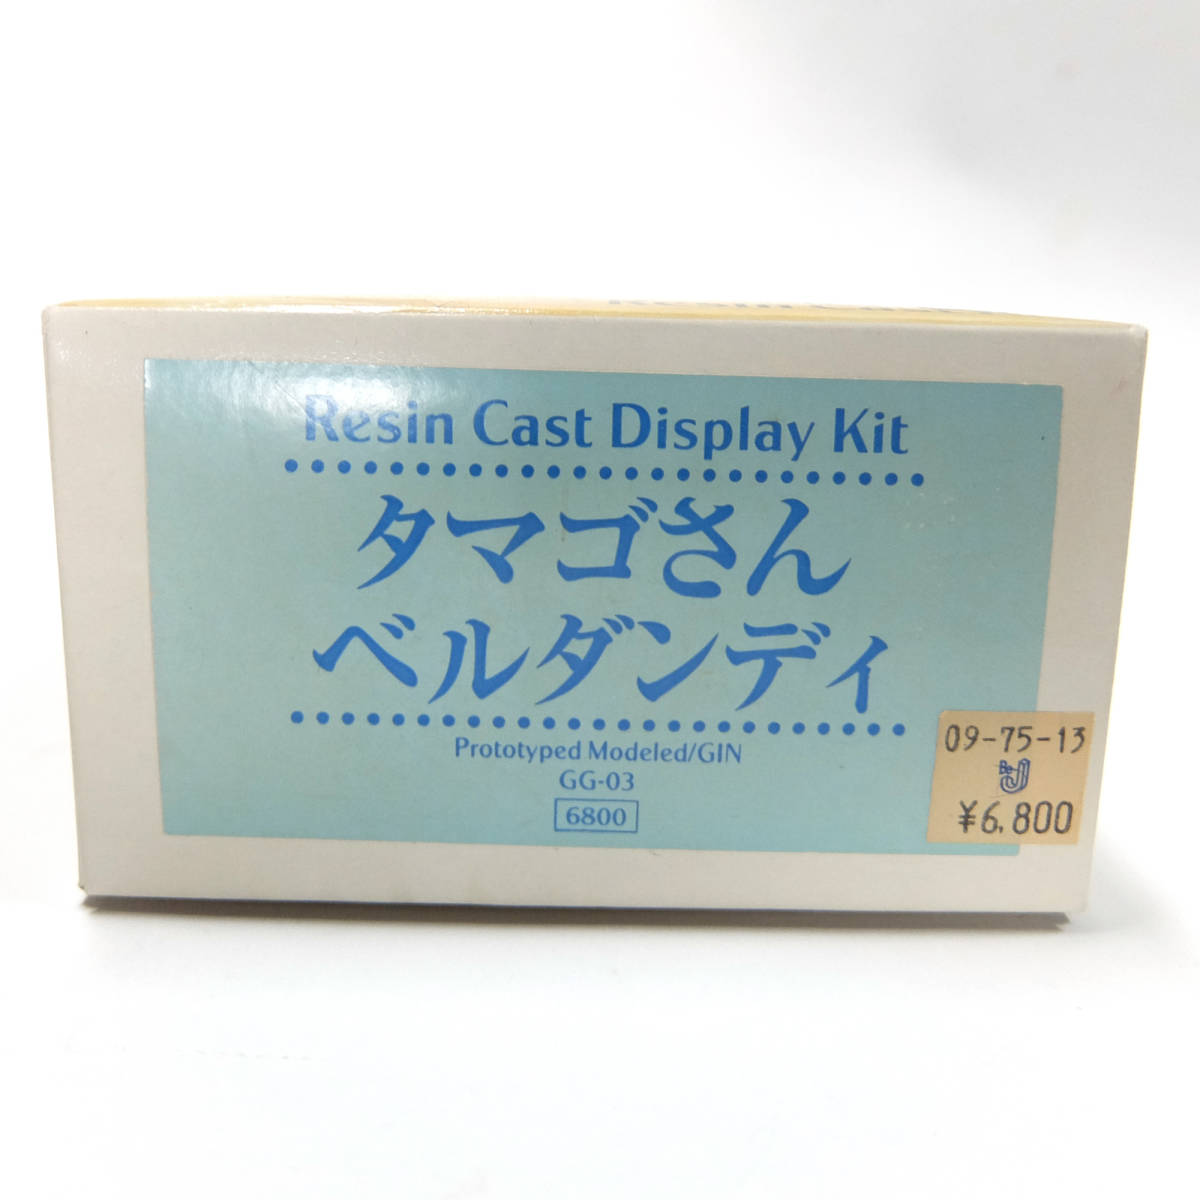 Resin Cast Display Kit
タマゴさん
ベルダンディ
Prototyped Modeled/GIN
GG-03
6800
09-75-13
¥6,800